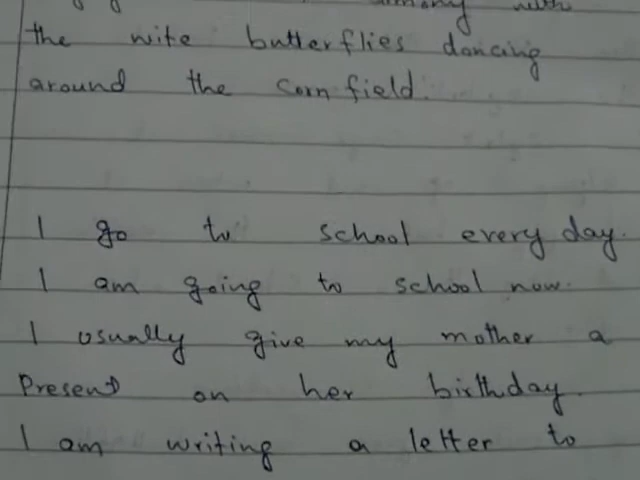 with
the wite butterflies dancing
around the corn field.
I go to school every day.
I am going to school now.
I usually give my mother a
Present on her birthday.
I am writing a letter to